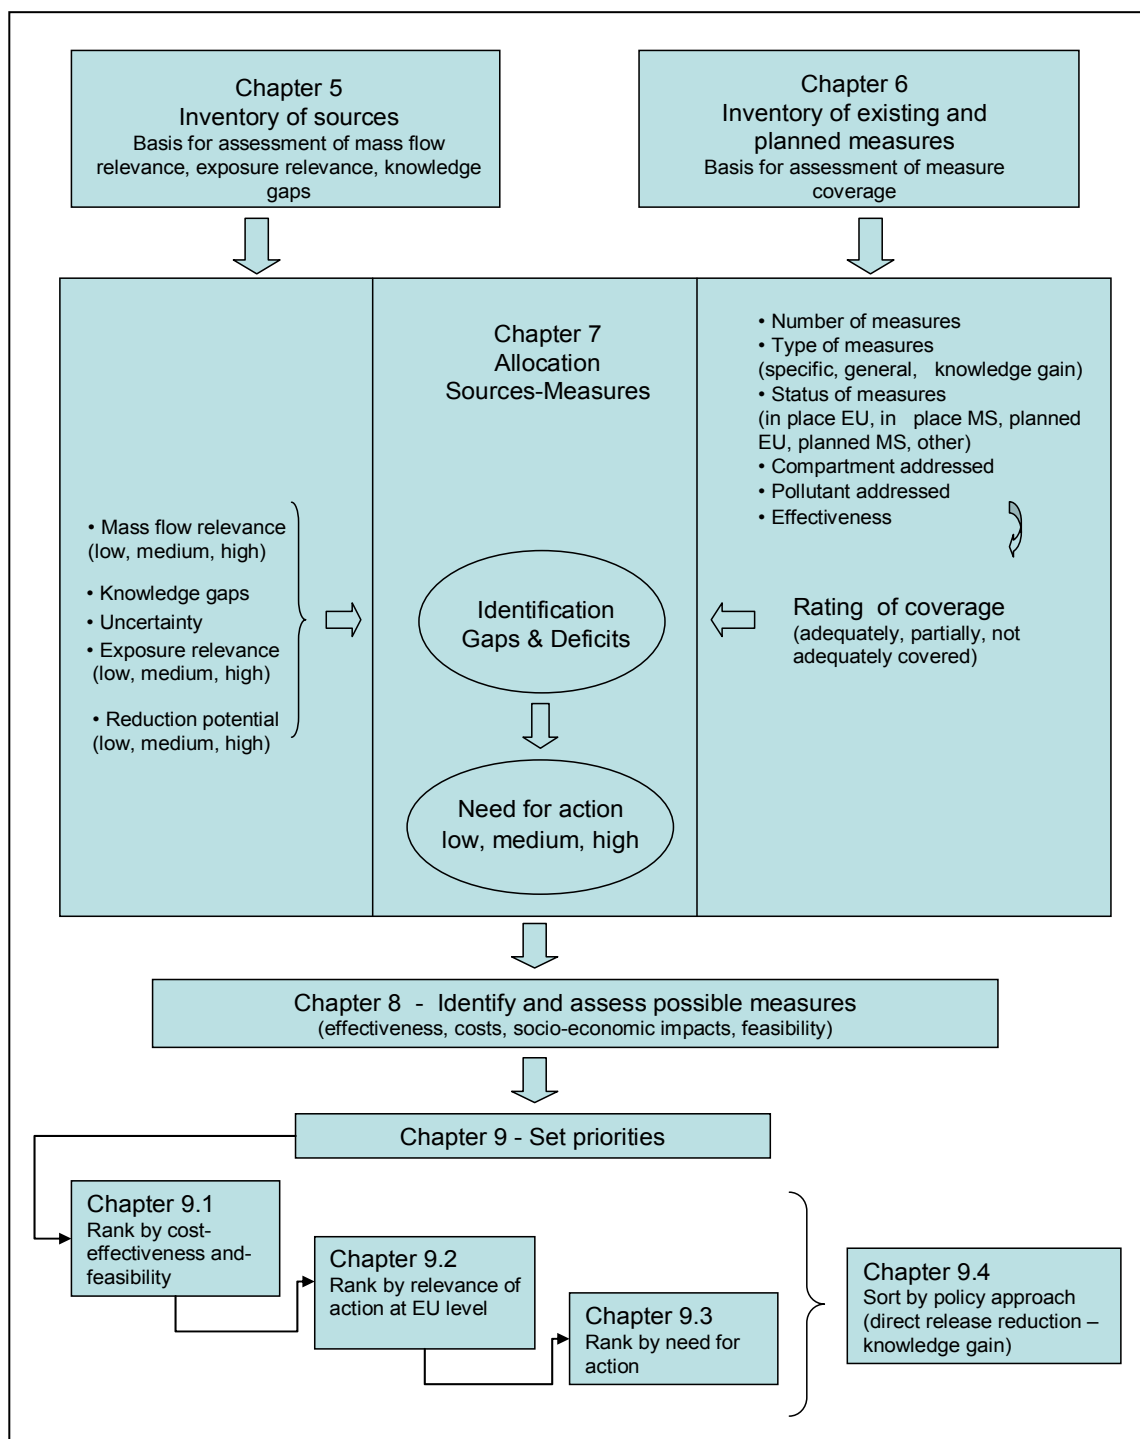 Chapter 5
Inventory of sources
Basis for assessment of mass flow
relevance, exposure relevance, knowledge
gaps
Chapter 6
Inventory of existing and
planned measures
Basis for assessment of measure
coverage
• Mass flow relevance
(low, medium, high)
• Knowledge gaps
• Uncertainty
• Exposure relevance
(low, medium, high)
• Reduction potential
(low, medium, high)
Chapter 7
Allocation
Sources-Measures
Identification
Gaps & Deficits
Need for action
low, medium, high
• Number of measures
• Type of measures
(specific, general, knowledge gain)
• Status of measures
(in place EU, in place MS, planned
EU, planned MS, other)
• Compartment addressed
• Pollutant addressed
• Effectiveness
Rating of coverage
(adequately, partially, not
adequately covered)
Chapter 8 - Identify and assess possible measures
(effectiveness, costs, socio-economic impacts, feasibility)
Chapter 9 - Set priorities
Chapter 9.1
Rank by cost-
effectiveness and-
feasibility
Chapter 9.2
Rank by relevance of
action at EU level
Chapter 9.3
Rank by need for
action
Chapter 9.4
Sort by policy approach
(direct release reduction –
knowledge gain)